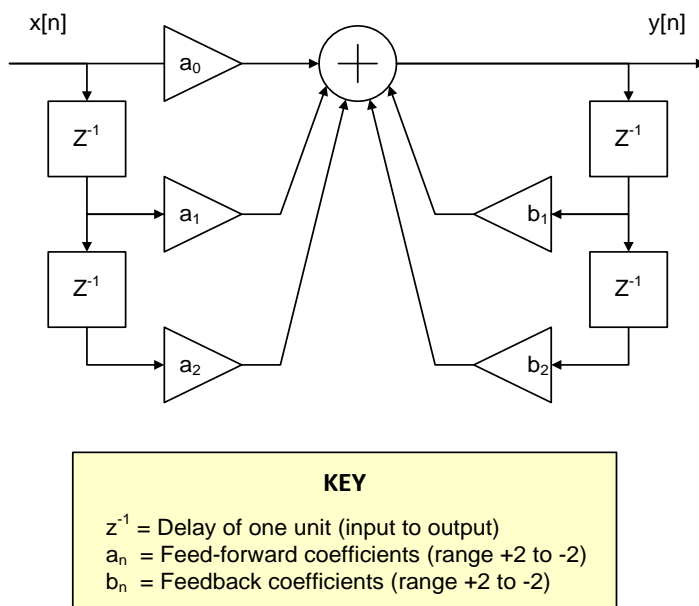 x[n]
y[n]
a₀
Z⁻¹
Z⁻¹
a₁
b₁
Z⁻¹
Z⁻¹
a₂
b₂
KEY
z⁻¹ = Delay of one unit (input to output)
aₙ = Feed-forward coefficients (range +2 to -2)
bₙ = Feedback coefficients (range +2 to -2)